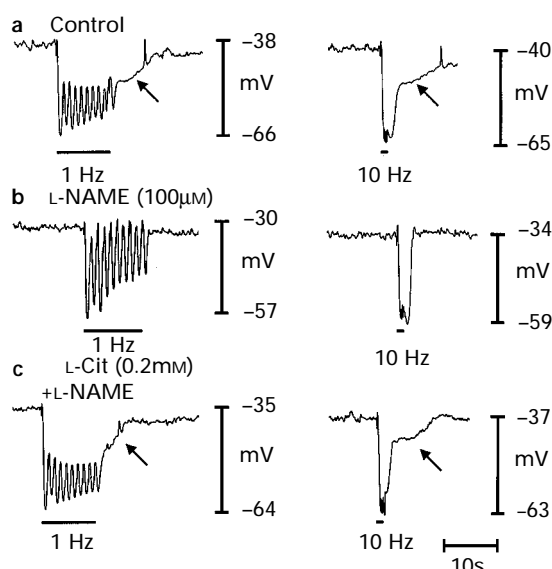 a Control
−38
−40
mV
mV
−66
−65
1 Hz
10 Hz
b L-NAME (100μM)
−30
−34
mV
mV
−57
−59
1 Hz
10 Hz
c L-Cit (0.2mM)
+L-NAME
−35
−37
mV
mV
−64
−63
1 Hz
10 Hz
10s